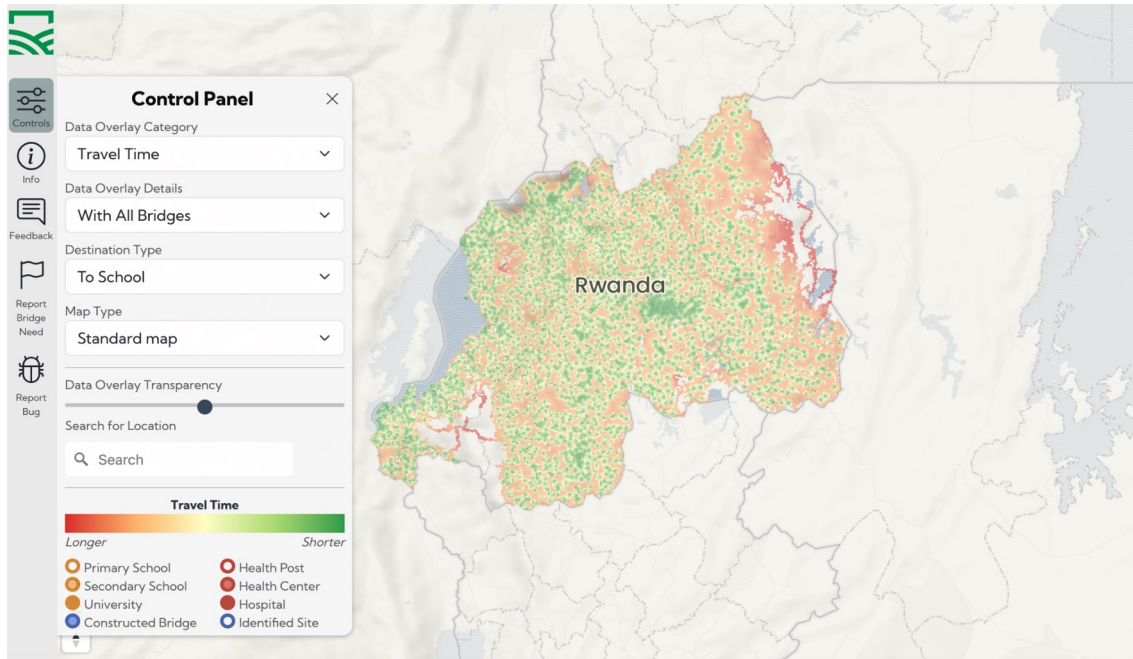 Control Panel
Controls
Data Overlay Category
Travel Time
Info
Data Overlay Details
With All Bridges
Feedback
Destination Type
To School
Report
Bridge
Need
Map Type
Standard map
Report
Bug
Data Overlay Transparency
Search for Location
Search
Travel Time
Longer
Shorter
Primary School
Health Post
Secondary School
Health Center
University
Hospital
Constructed Bridge
Identified Site
Rwanda